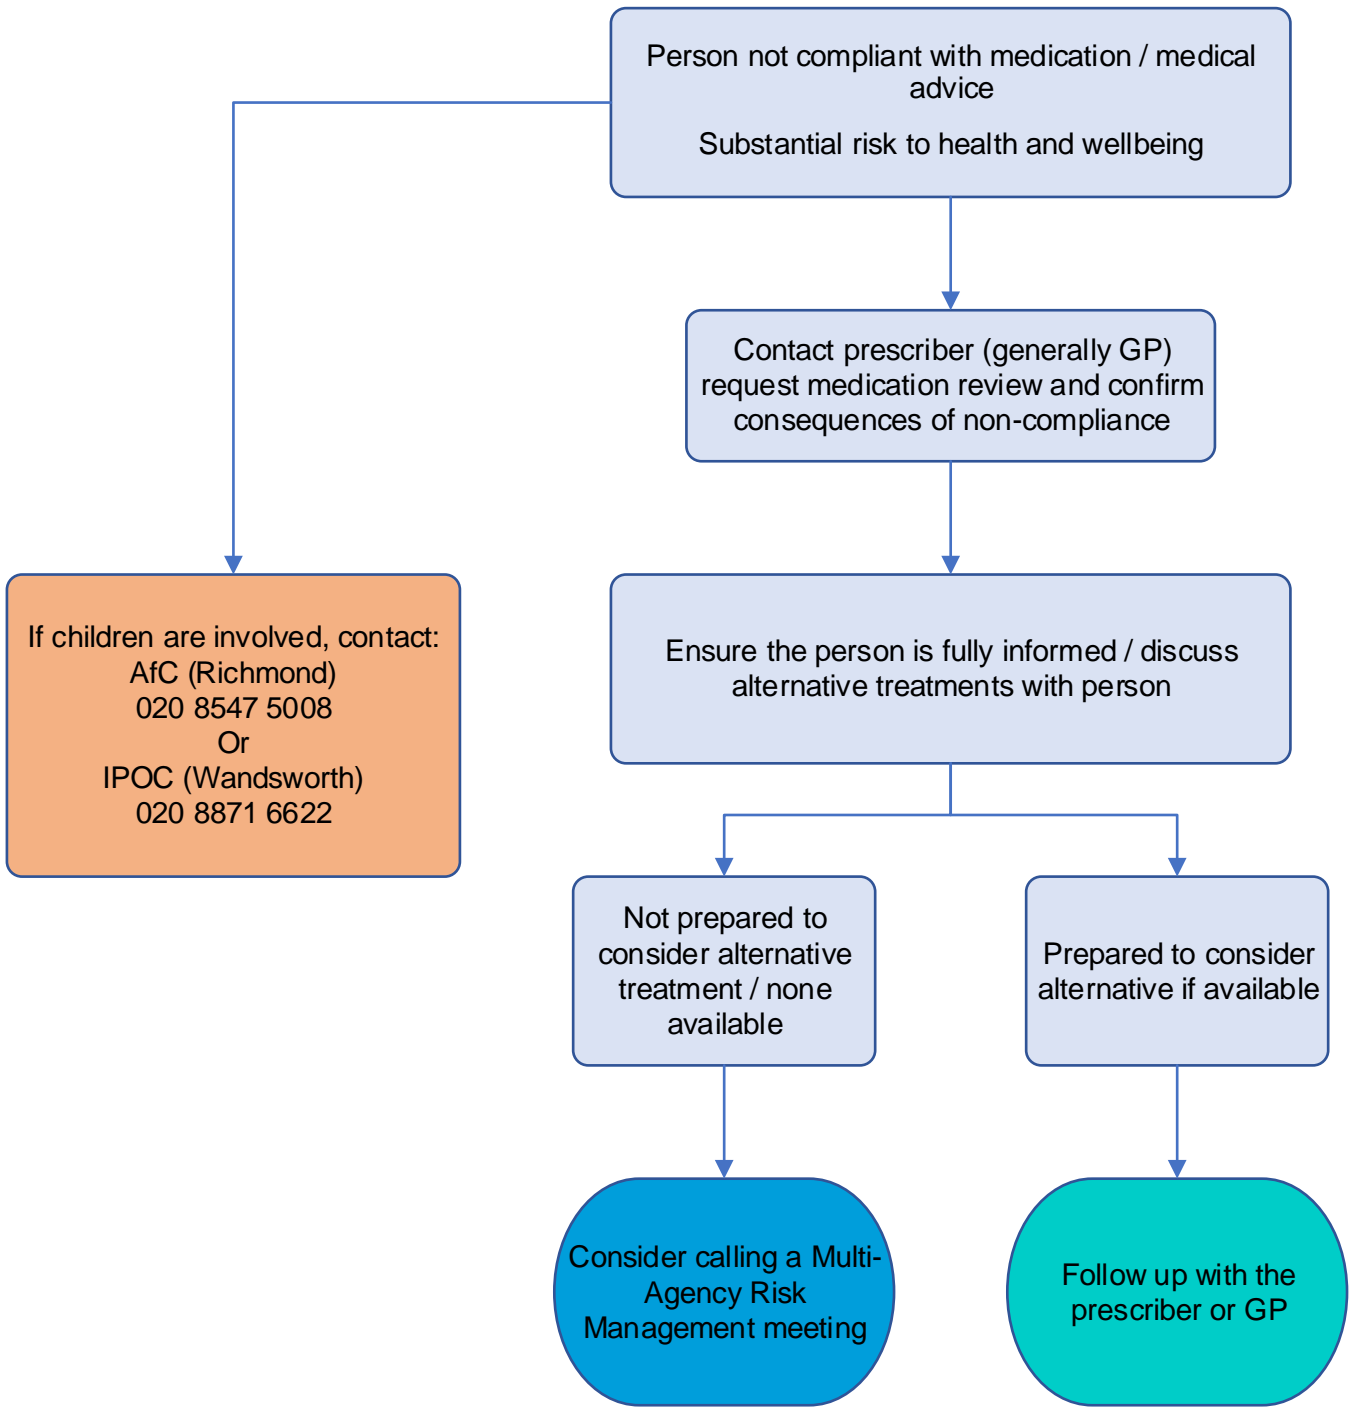 Person not compliant with medication / medical
advice
Substantial risk to health and wellbeing
Contact prescriber (generally GP)
request medication review and confirm
consequences of non-compliance
If children are involved, contact:
AfC (Richmond)
020 8547 5008
Or
IPOC (Wandsworth)
020 8871 6622
Ensure the person is fully informed / discuss
alternative treatments with person
Not prepared to
consider alternative
treatment / none
available
Prepared to consider
alternative if available
Consider calling a Multi-
Agency Risk
Management meeting
Follow up with the
prescriber or GP